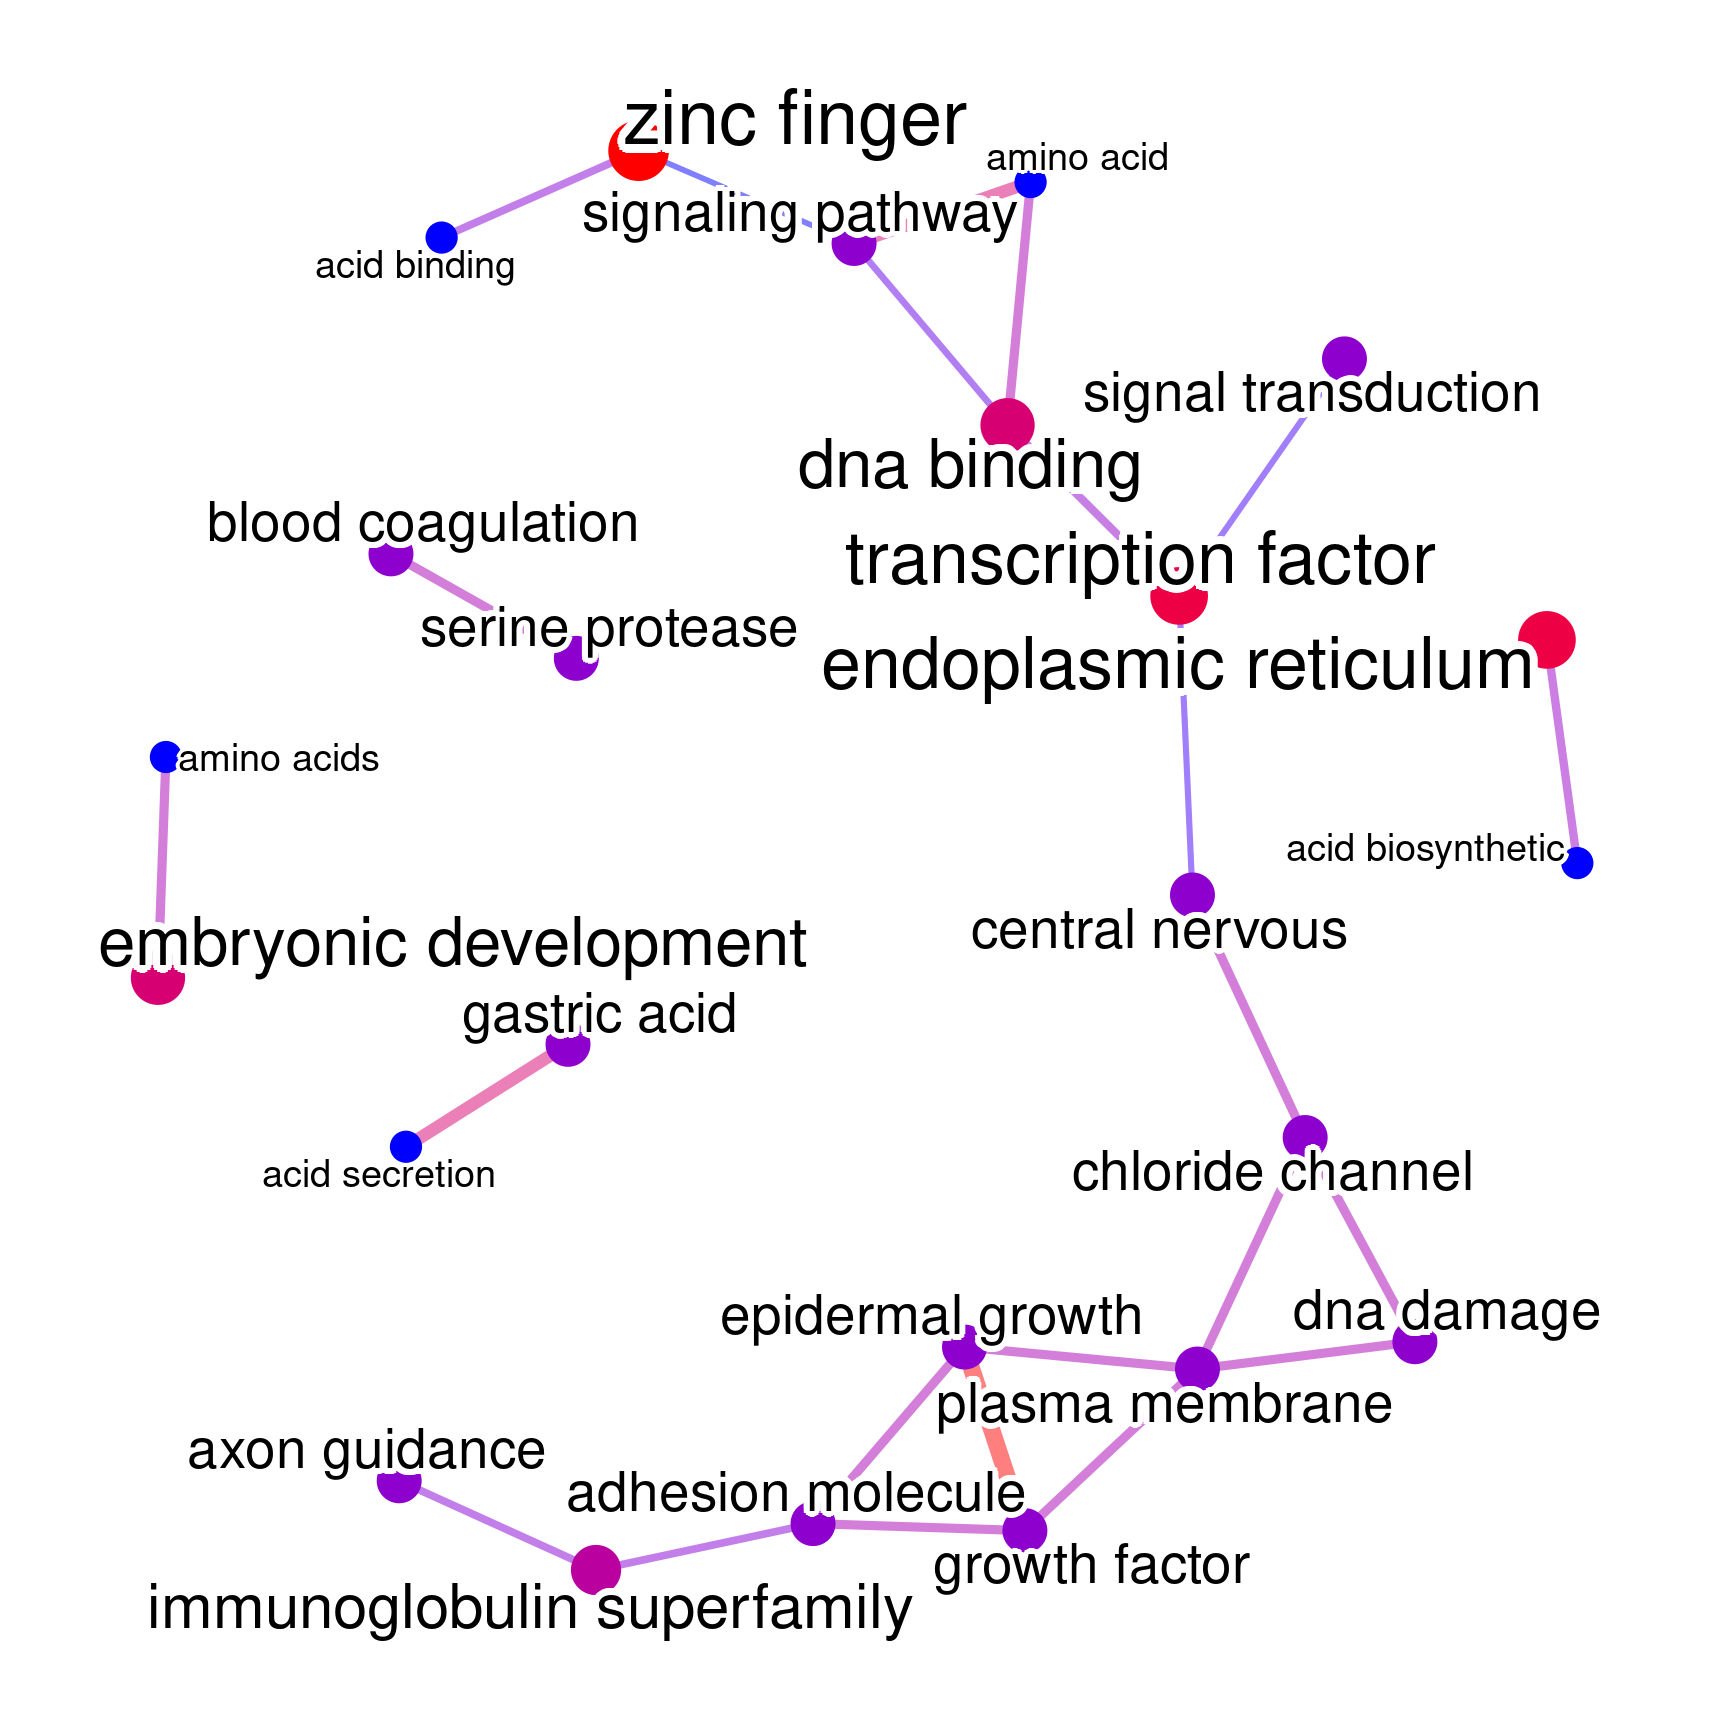 zinc finger
amino acid
signaling pathway
acid binding
signal transduction
dna binding
blood coagulation
transcription factor
serine protease
endoplasmic reticulum
amino acids
acid biosynthetic
central nervous
embryonic development
gastric acid
acid secretion
chloride channel
epidermal growth
dna damage
plasma membrane
axon guidance
adhesion molecule
growth factor
immunoglobulin superfamily